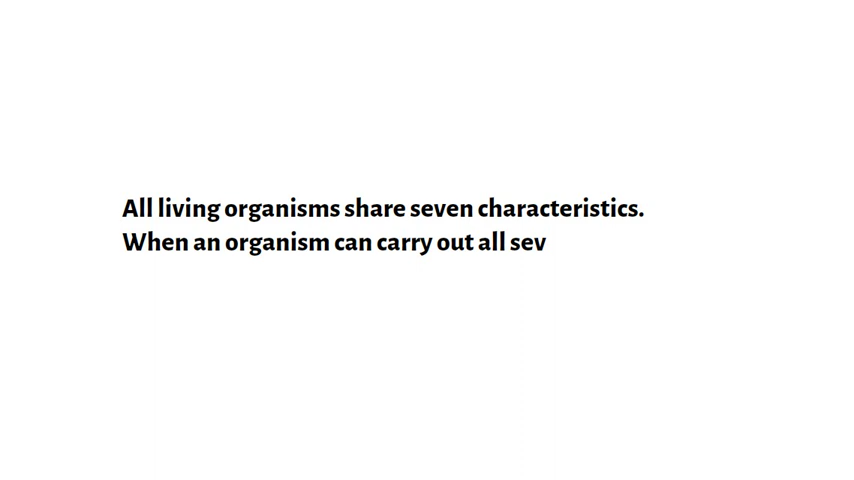 All living organisms share seven characteristics.
When an organism can carry out all sev